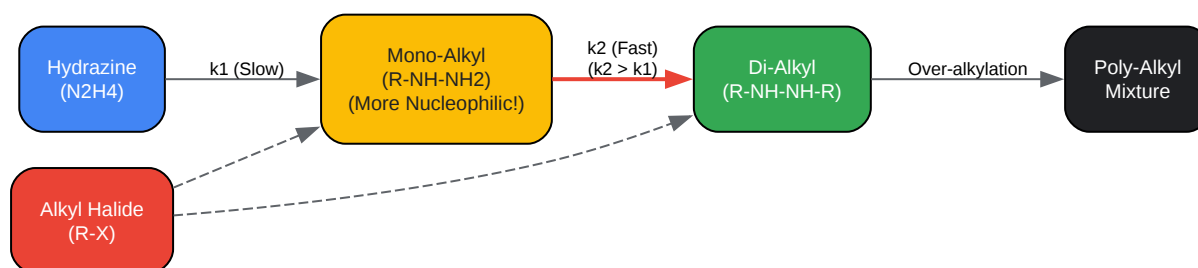 Hydrazine
(N2H4)
k1 (Slow)
Mono-Alkyl
(R-NH-NH2)
(More Nucleophilic!)
k2 (Fast)
(k2 > k1)
Di-Alkyl
(R-NH-NH-R)
Over-alkylation
Poly-Alkyl
Mixture
Alkyl Halide
(R-X)